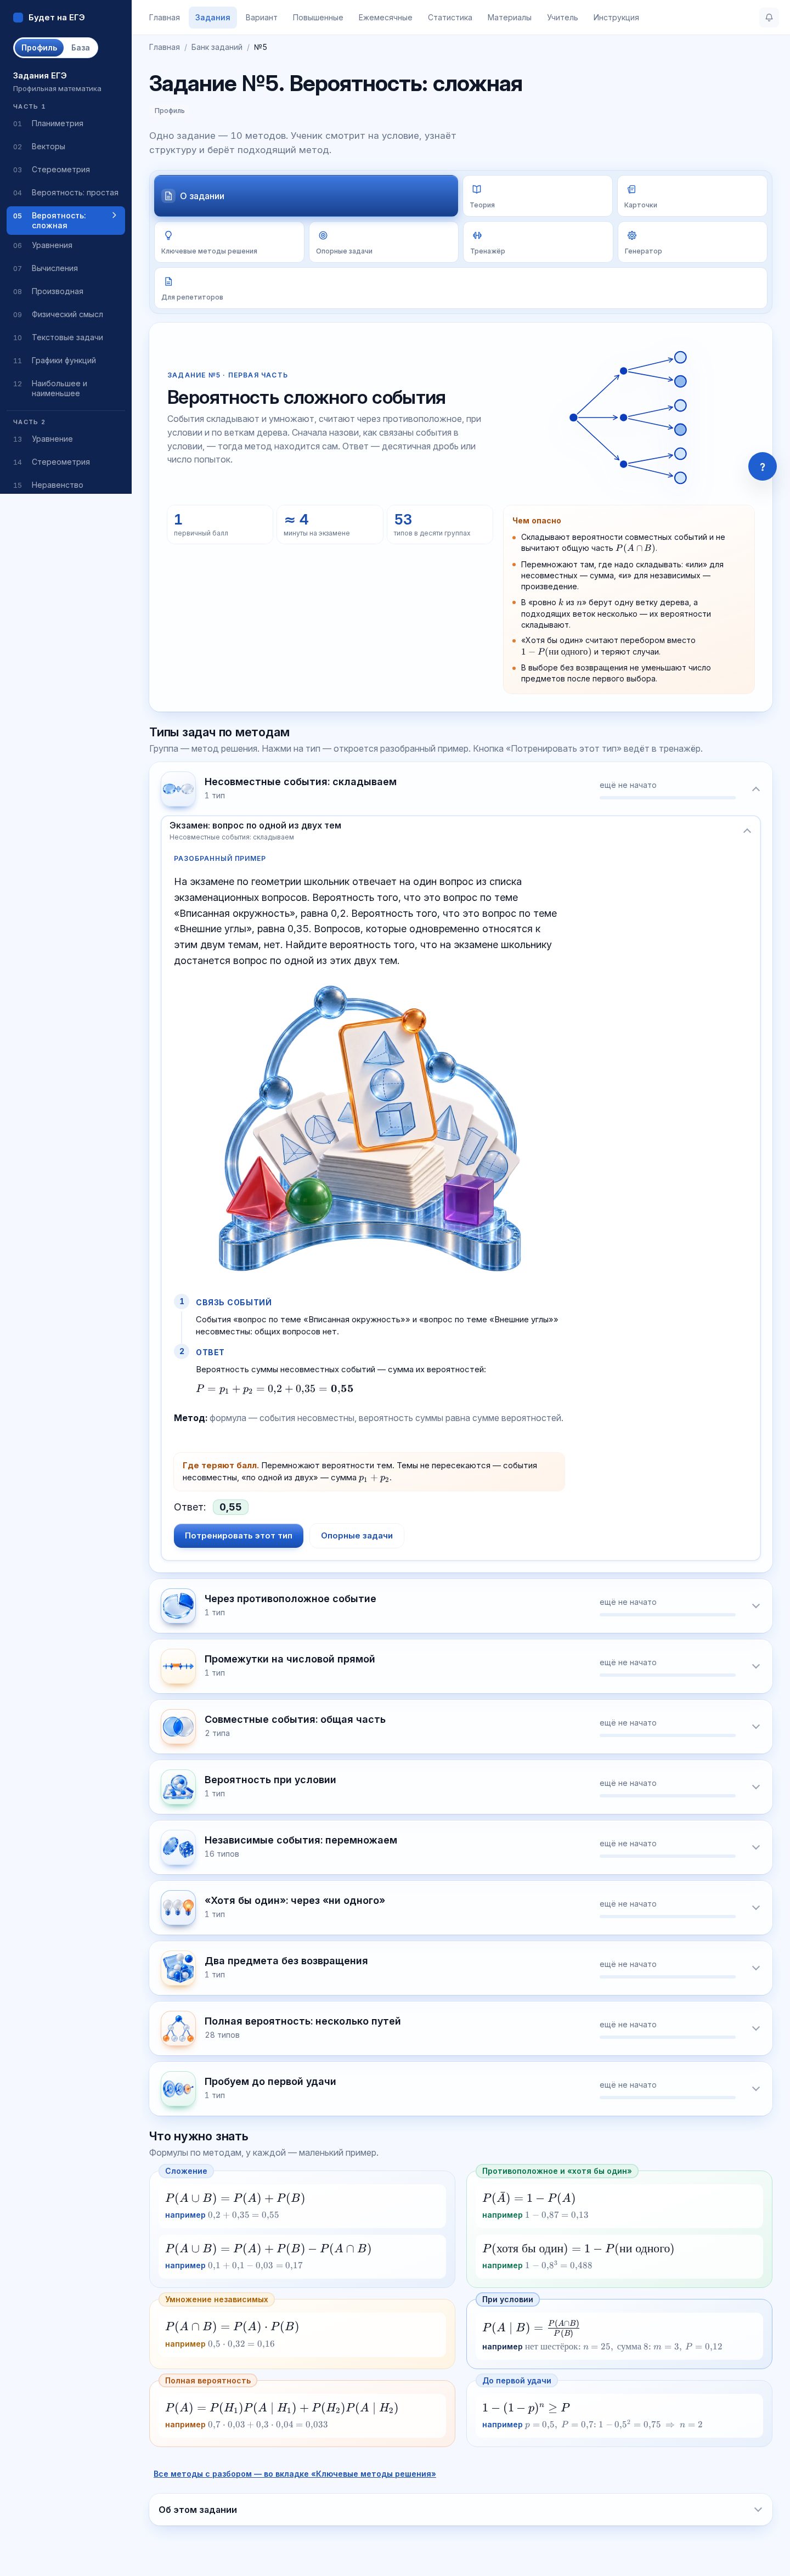 Будет на ЕГЭ
Профиль База
Задания ЕГЭ
Профильная математика
ЧАСТЬ 1
01 Планиметрия
02 Векторы
03 Стереометрия
04 Вероятность: простая
05 Вероятность:
сложная
06 Уравнения
07 Вычисления
08 Производная
09 Физический смысл
10 Текстовые задачи
11 Графики функций
12 Наибольшее и
наименьшее
ЧАСТЬ 2
13 Уравнение
14 Стереометрия
15 Неравенство
Главная Задания Вариант Повышенные Ежемесячные Статистика Материалы Учитель Инструкция
Главная / Банк заданий / №5
Задание №5. Вероятность: сложная
Профиль
Одно задание — 10 методов. Ученик смотрит на условие, узнаёт
структуру и берёт подходящий метод.
О задании
Теория
Карточки
Ключевые методы решения
Опорные задачи
Тренажёр
Генератор
Для репетиторов
ЗАДАНИЕ №5 · ПЕРВАЯ ЧАСТЬ
Вероятность сложного события
События складывают и умножают, считают через противоположное, при
условии и по веткам дерева. Сначала назови, как связаны события в
условии, — тогда метод находится сам. Ответ — десятичная дробь или
число попыток.
?
1
первичный балл
≈ 4
минуты на экзамене
53
типов в десяти группах
Чем опасно
Складывают вероятности совместных событий и не
вычитают общую часть P(A ∩ B).
Перемножают там, где надо складывать: «или» для
несовместных — сумма, «и» для независимых —
произведение.
В «ровно k из n» берут одну ветку дерева, а
подходящих веток несколько — их вероятности
складывают.
«Хотя бы один» считают перебором вместо
1 − P(ни одного) и теряют случаи.
В выборе без возвращения не уменьшают число
предметов после первого выбора.
Типы задач по методам
Группа — метод решения. Нажми на тип — откроется разобранный пример. Кнопка «Потренировать этот тип» ведёт в тренажёр.
Несовместные события: складываем
1 тип
ещё не начато
Экзамен: вопрос по одной из двух тем
Несовместные события: складываем
РАЗОБРАННЫЙ ПРИМЕР
На экзамене по геометрии школьник отвечает на один вопрос из списка
экзаменационных вопросов. Вероятность того, что это вопрос по теме
«Вписанная окружность», равна 0,2. Вероятность того, что это вопрос по теме
«Внешние углы», равна 0,35. Вопросов, которые одновременно относятся к
этим двум темам, нет. Найдите вероятность того, что на экзамене школьнику
достанется вопрос по одной из этих двух тем.
1 СВЯЗЬ СОБЫТИЙ
События «вопрос по теме «Вписанная окружность»» и «вопрос по теме «Внешние углы»»
несовместны: общих вопросов нет.
2 ОТВЕТ
Вероятность суммы несовместных событий — сумма их вероятностей:
P = p₁ + p₂ = 0,2 + 0,35 = 0,55
Метод: формула — события несовместны, вероятность суммы равна сумме вероятностей.
Где теряют балл. Перемножают вероятности тем. Темы не пересекаются — события
несовместны, «по одной из двух» — сумма p₁ + p₂.
Ответ: 0,55
Потренировать этот тип Опорные задачи
Через противоположное событие
1 тип
ещё не начато
Промежутки на числовой прямой
1 тип
ещё не начато
Совместные события: общая часть
2 типа
ещё не начато
Вероятность при условии
1 тип
ещё не начато
Независимые события: перемножаем
16 типов
ещё не начато
«Хотя бы один»: через «ни одного»
1 тип
ещё не начато
Два предмета без возвращения
1 тип
ещё не начато
Полная вероятность: несколько путей
28 типов
ещё не начато
Пробуем до первой удачи
1 тип
ещё не начато
Что нужно знать
Формулы по методам, у каждой — маленький пример.
Сложение
P(A ∪ B) = P(A) + P(B)
например 0,2 + 0,35 = 0,55
P(A ∪ B) = P(A) + P(B) − P(A ∩ B)
например 0,1 + 0,1 − 0,03 = 0,17
Противоположное и «хотя бы один»
P(Ā) = 1 − P(A)
например 1 − 0,87 = 0,13
P(хотя бы один) = 1 − P(ни одного)
например 1 − 0,8³ = 0,488
Умножение независимых
P(A ∩ B) = P(A) · P(B)
например 0,5 · 0,32 = 0,16
При условии
P(A | B) = P(A∩B)/P(B)
например нет шестёрок: n = 25, сумма 8: m = 3, P = 0,12
Полная вероятность
P(A) = P(H₁)P(A | H₁) + P(H₂)P(A | H₂)
например 0,7 · 0,03 + 0,3 · 0,04 = 0,033
До первой удачи
1 − (1 − p)ⁿ ≥ P
например p = 0,5, P = 0,7: 1 − 0,5² = 0,75 ⇒ n = 2
Все методы с разбором — во вкладке «Ключевые методы решения»
Об этом задании